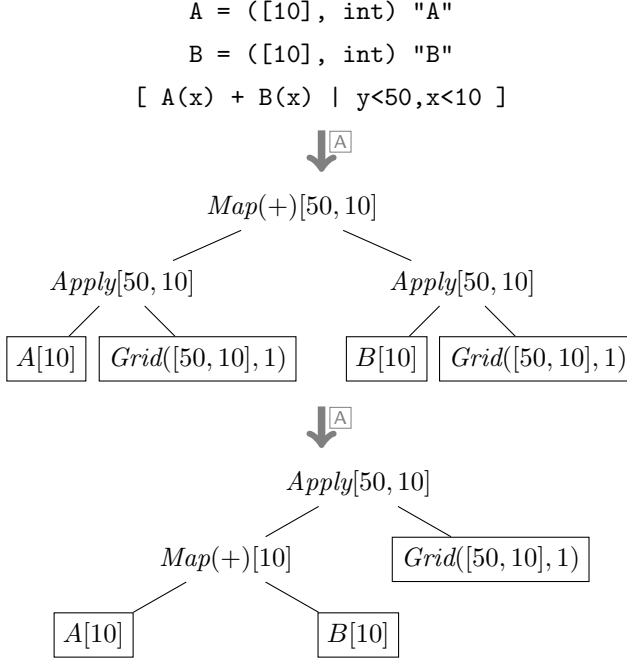 A = ([10], int) "A"
B = ([10], int) "B"
[ A(x) + B(x) | y<50,x<10 ]
A
Map(+)[50, 10]
Apply[50, 10] Apply[50, 10]
A[10] Grid([50, 10], 1) B[10] Grid([50, 10], 1)
A
Apply[50, 10]
Map(+)[10] Grid([50, 10], 1)
A[10] B[10]